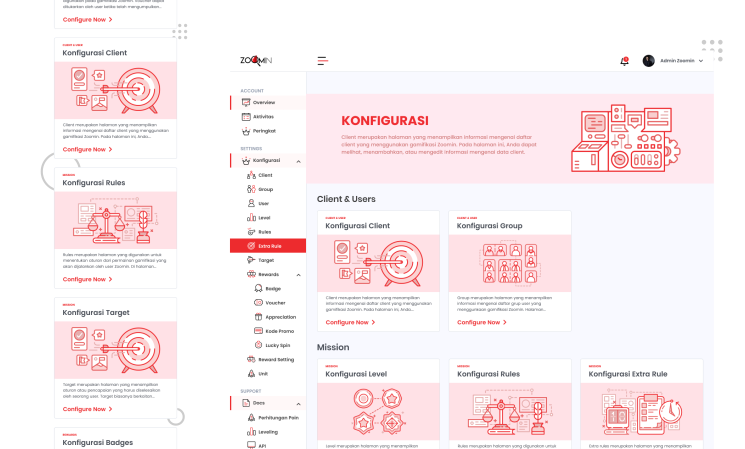 diberikan oleh user ketika telah mengumpulkan..
Configure Now
CLIENT & USER
Konfigurasi Client
Client merupakan halaman yang menampilkan
informasi mengenai daftar client yang menggunakan
gamifikasi Zoomin. Pada halaman ini, Anda...
Configure Now
MISSION
Konfigurasi Rules
Rules merupakan halaman yang digunakan untuk
menentukan aturan dari permainan gamifikasi yang
akan dijalankan oleh user Zoomin. Di halaman...
Configure Now
MISSION
Konfigurasi Target
Target merupakan halaman yang menampilkan
aturan atau pencapaian yang harus diselesaikan
oleh seorang user. Target biasanya berkaitan...
Configure Now
Konfigurasi Badges
ZOOMIN
Admin Zoomin
ACCOUNT
Overview
Aktivitas
Peringkat
SETTINGS
Konfigurasi
Client
Group
User
Level
Rules
Extra Rule
Target
Rewards
Badge
Voucher
Appreciation
Kode Promo
Lucky Spin
Reward Setting
Unit
SUPPORT
Docs
Perhitungan Poin
Leveling
API
KONFIGURASI
Client merupakan halaman yang menampilkan informasi mengenai daftar
client yang menggunakan gamifikasi Zoomin. Pada halaman ini, Anda dapat
melihat, menambahkan, atau mengedit informasi mengenai data client.
Client & Users
CLIENT & USER
Konfigurasi Client
Client merupakan halaman yang menampilkan
informasi mengenai daftar client yang menggunakan
gamifikasi Zoomin. Pada halaman ini, Anda...
Configure Now
CLIENT & USER
Konfigurasi Group
Group merupakan halaman yang menampilkan
informasi mengenai daftar grup user yang
menggunakan gamifikasi Zoomin. Halaman...
Configure Now
Mission
MISSION
Konfigurasi Level
Level merupakan halaman yang menampilkan
MISSION
Konfigurasi Rules
Rules merupakan halaman yang digunakan untuk
MISSION
Konfigurasi Extra Rule
Extra rules merupakan halaman yang menampilkan